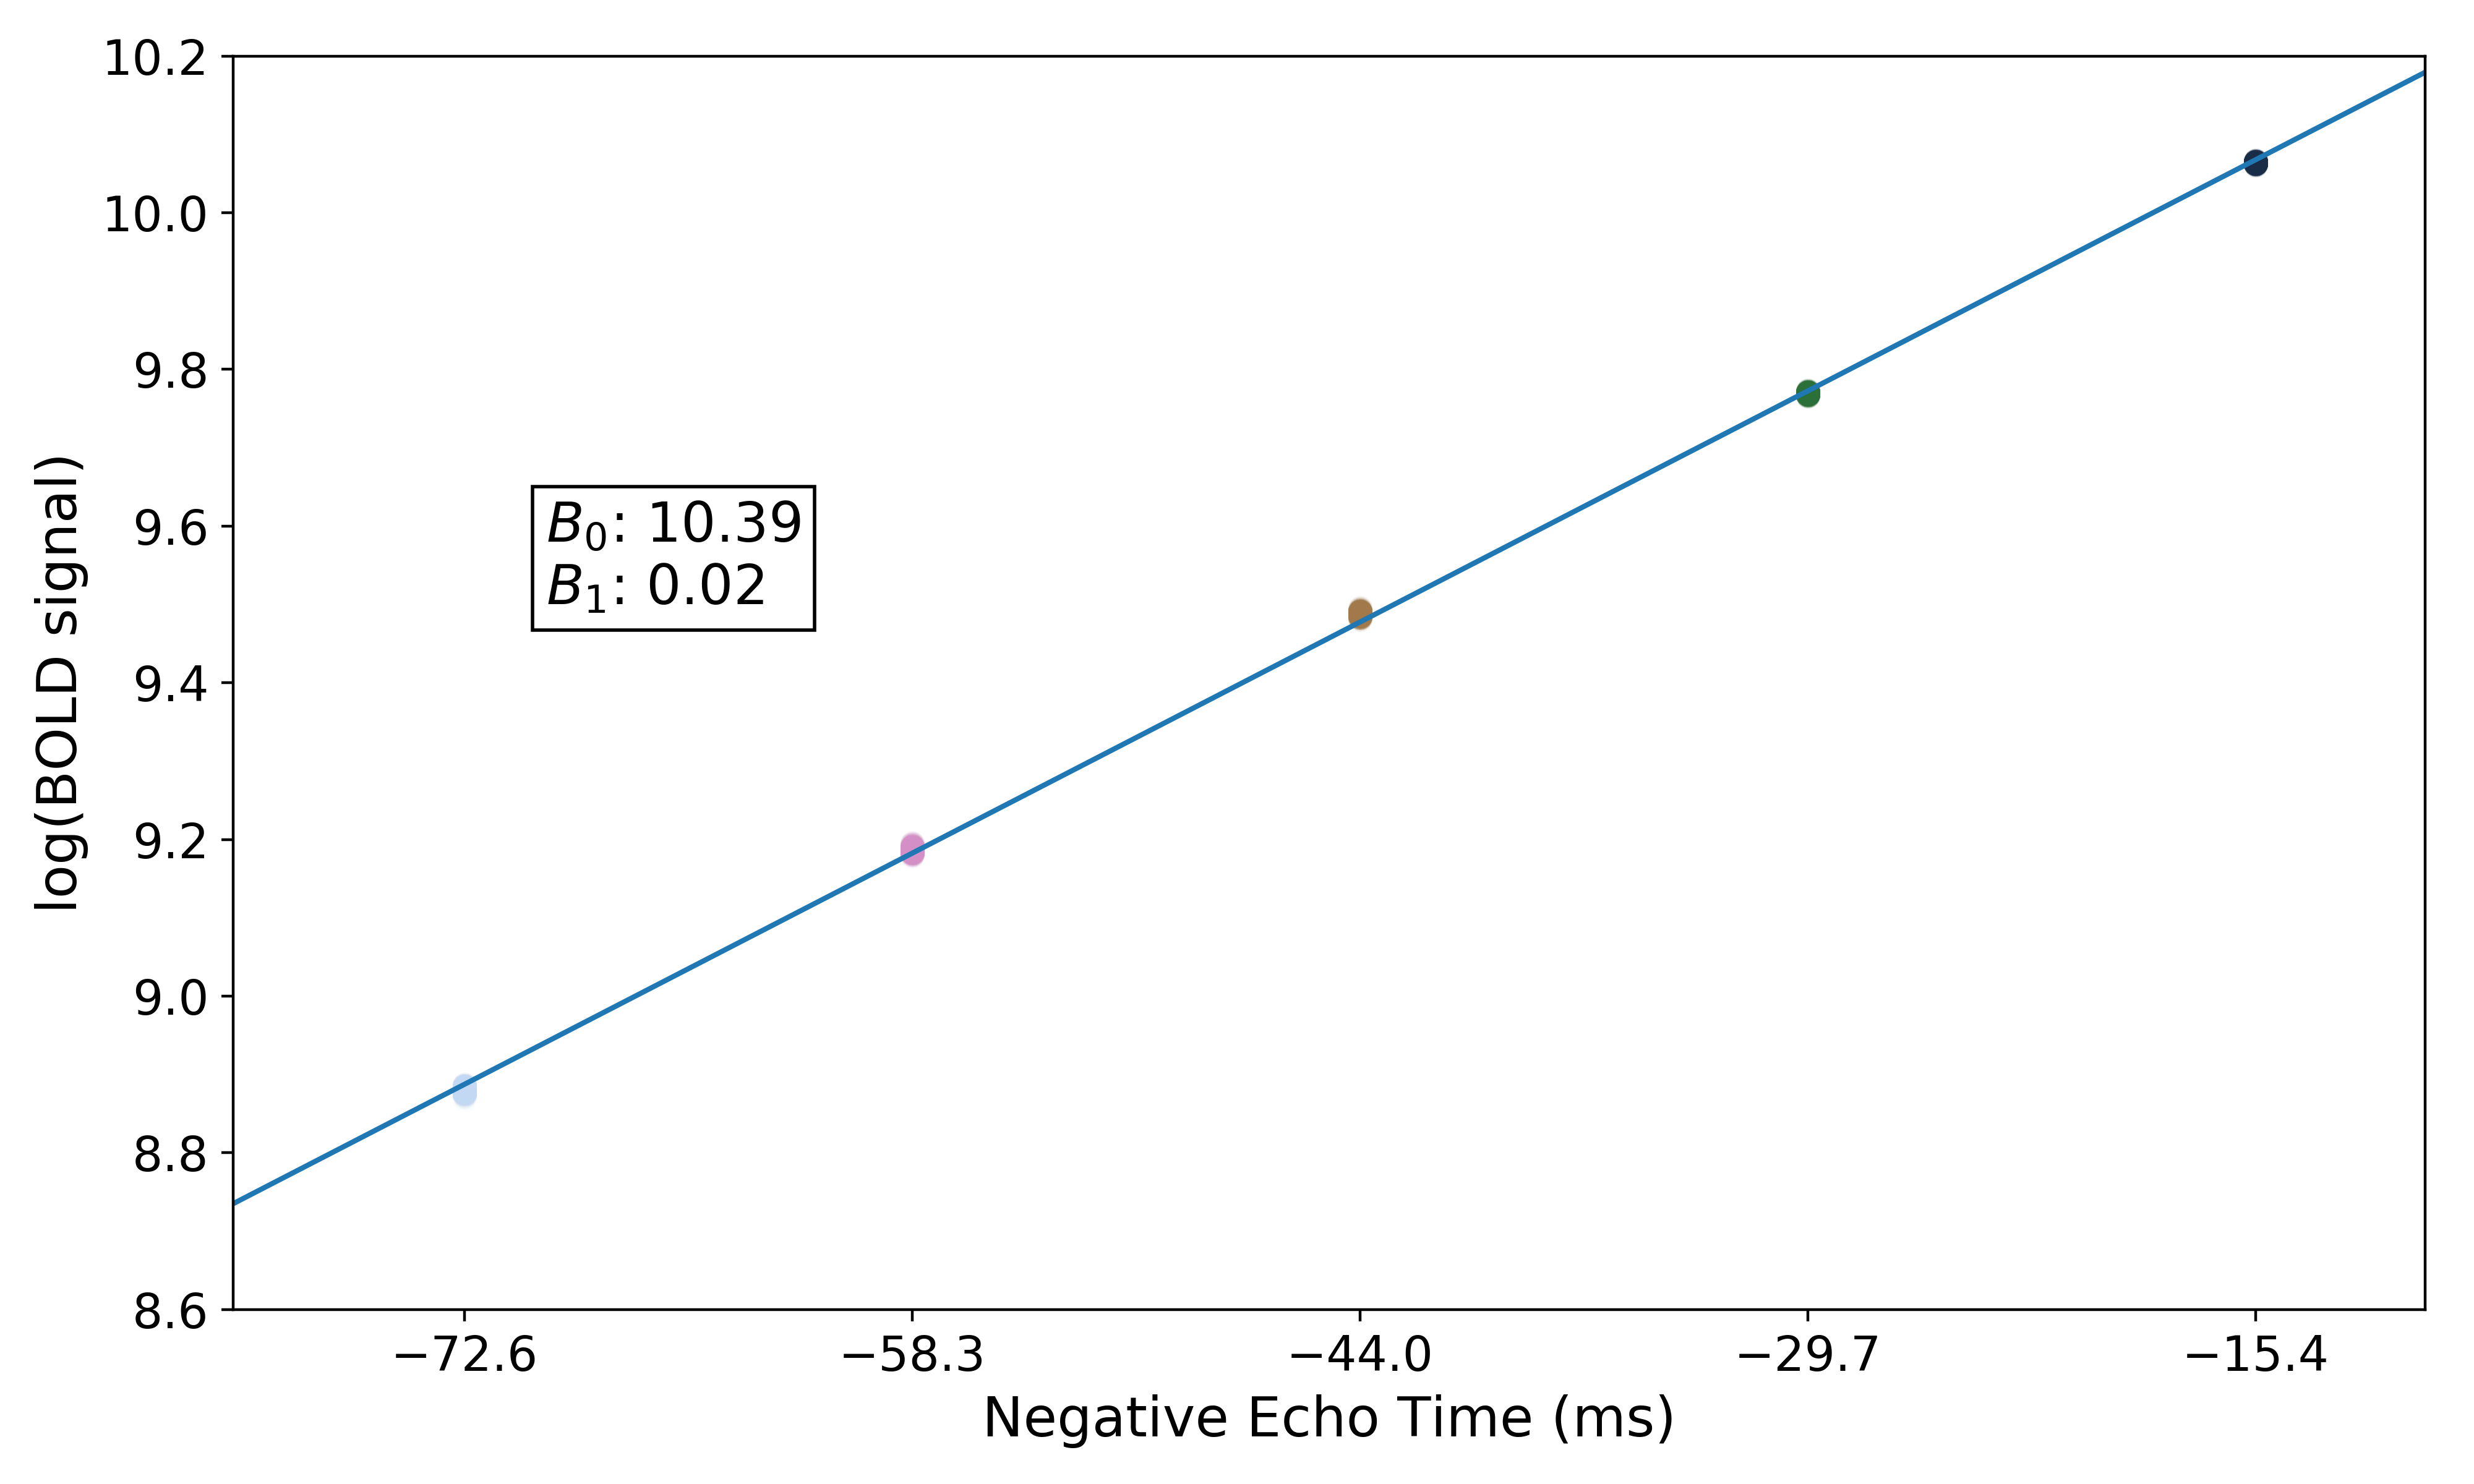 10.2
10.0
9.8
9.6
9.4
9.2
9.0
8.8
8.6
log(BOLD signal)
B₀: 10.39
B₁: 0.02
−72.6 −58.3 −44.0 −29.7 −15.4
Negative Echo Time (ms)